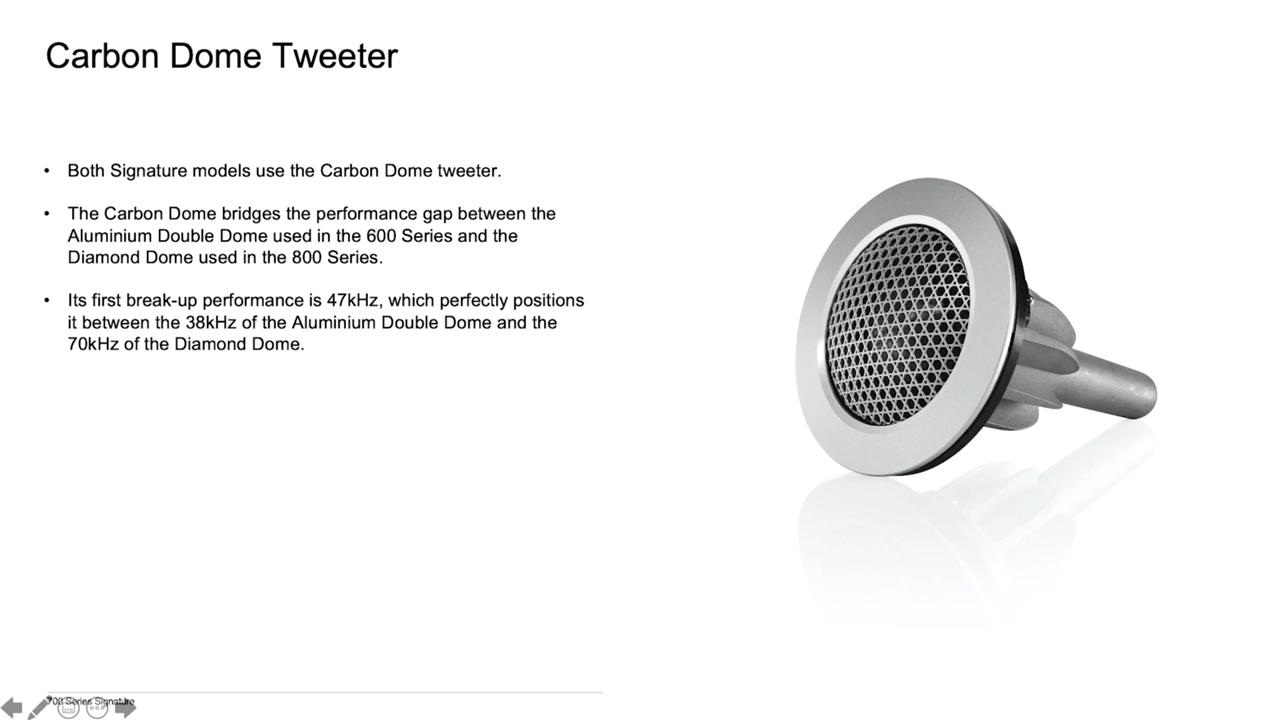 Carbon Dome Tweeter
• Both Signature models use the Carbon Dome tweeter.
• The Carbon Dome bridges the performance gap between the
Aluminium Double Dome used in the 600 Series and the
Diamond Dome used in the 800 Series.
• Its first break-up performance is 47kHz, which perfectly positions
it between the 38kHz of the Aluminium Double Dome and the
70kHz of the Diamond Dome.
700 Series Signature